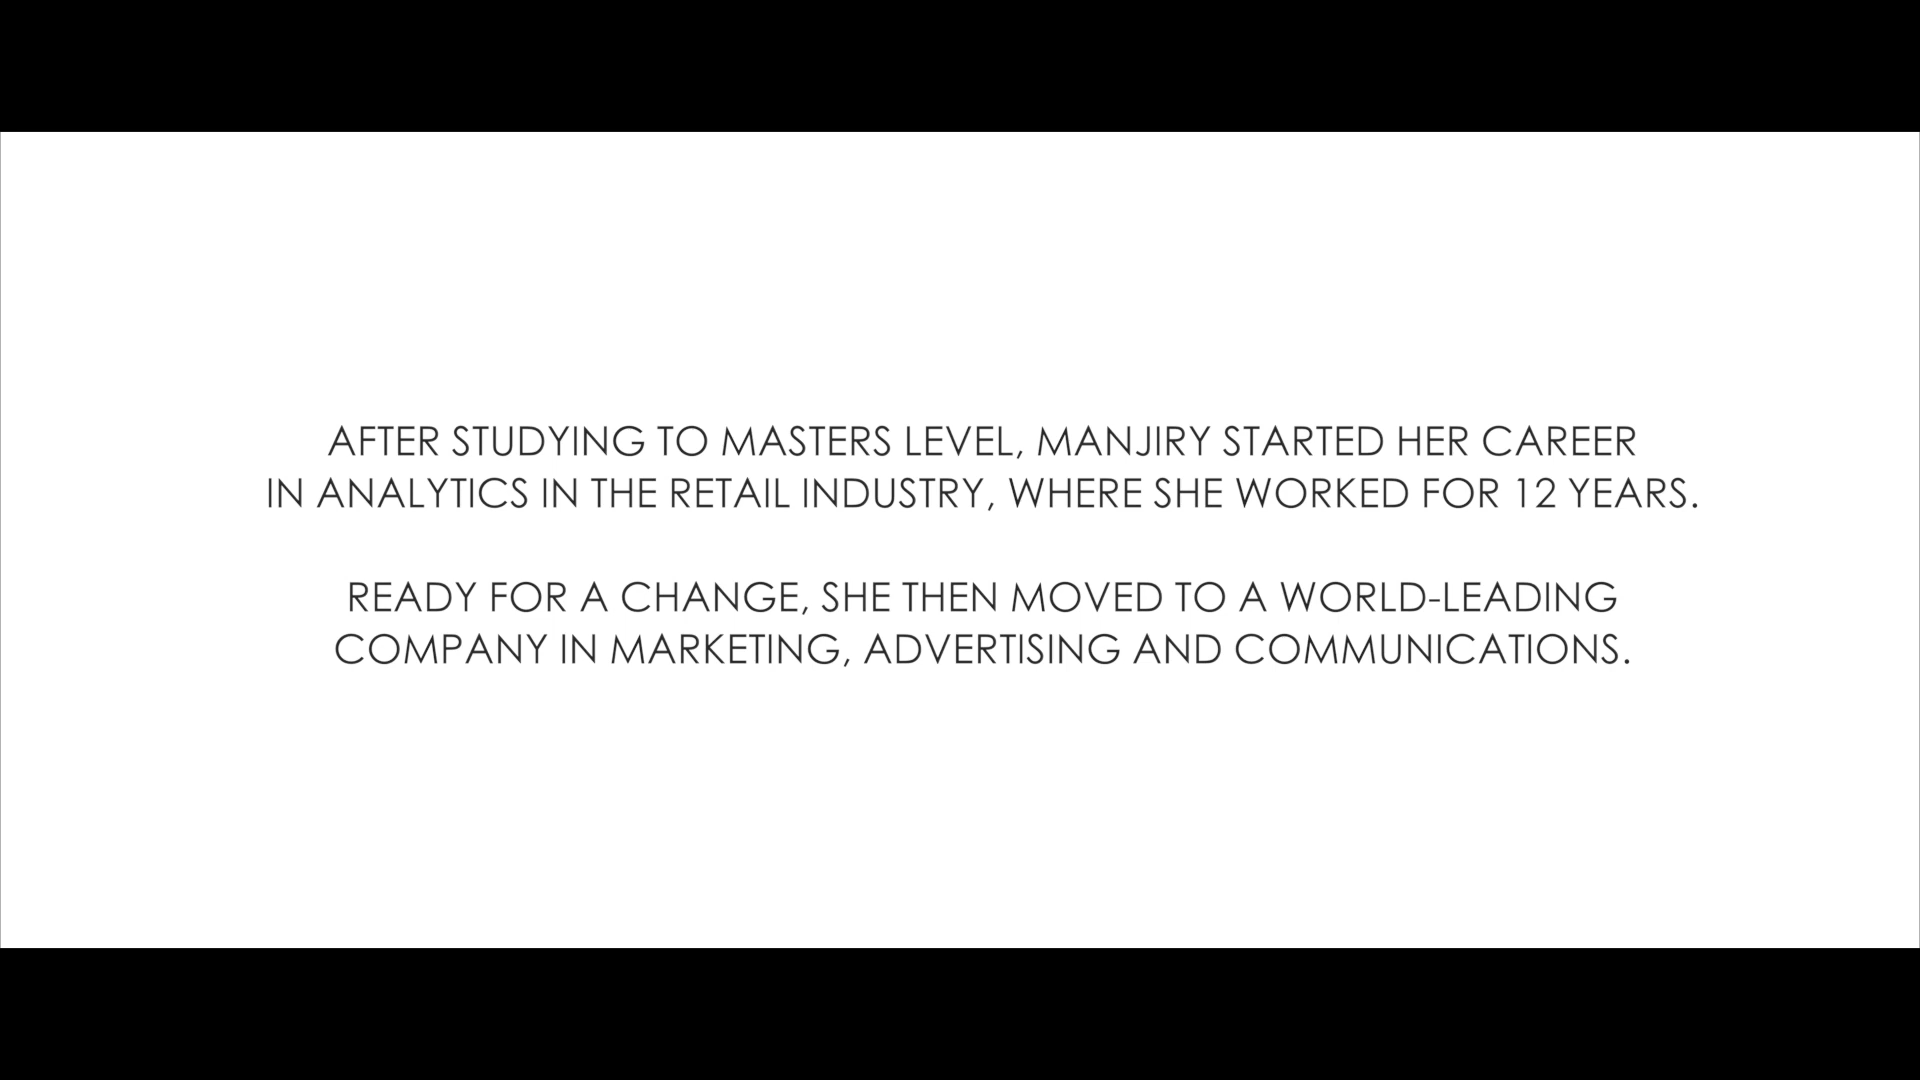 AFTER STUDYING TO MASTERS LEVEL, MANJIRY STARTED HER CAREER
IN ANALYTICS IN THE RETAIL INDUSTRY, WHERE SHE WORKED FOR 12 YEARS.
READY FOR A CHANGE, SHE THEN MOVED TO A WORLD-LEADING
COMPANY IN MARKETING, ADVERTISING AND COMMUNICATIONS.